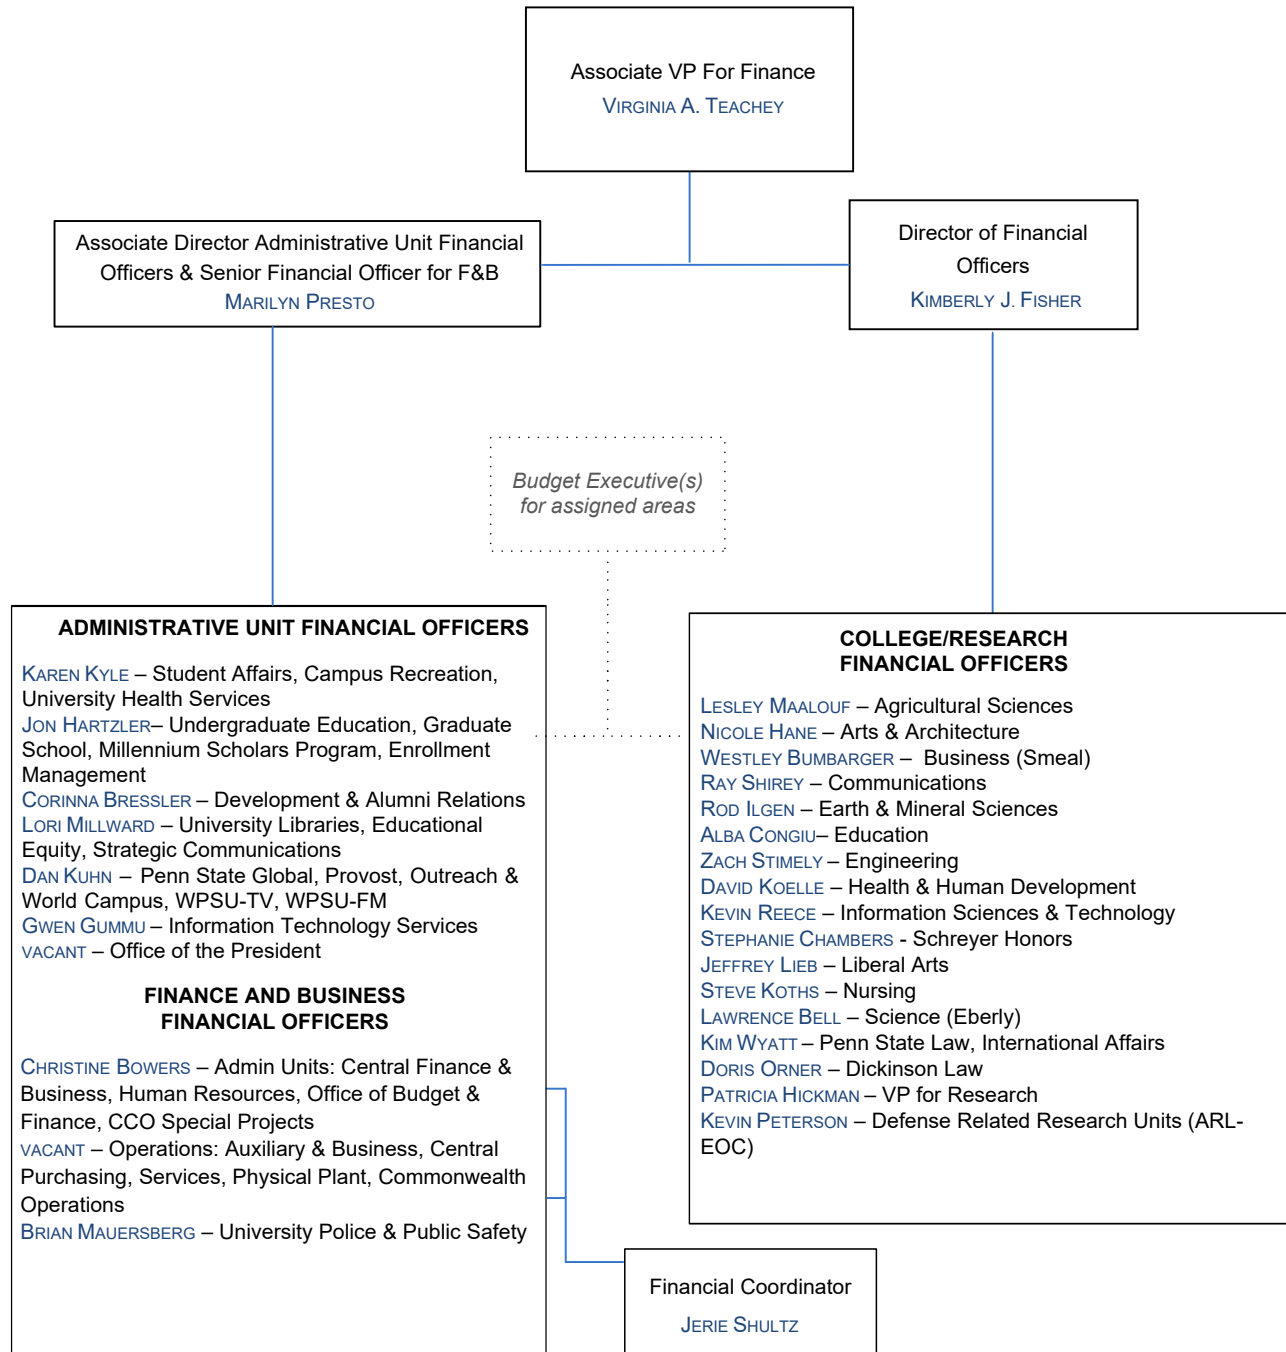 Associate VP For Finance
VIRGINIA A. TEACHEY
Associate Director Administrative Unit Financial
Officers & Senior Financial Officer for F&B
MARILYN PRESTO
Director of Financial
Officers
KIMBERLY J. FISHER
Budget Executive(s)
for assigned areas
ADMINISTRATIVE UNIT FINANCIAL OFFICERS
KAREN KYLE – Student Affairs, Campus Recreation,
University Health Services
JON HARTZLER– Undergraduate Education, Graduate
School, Millennium Scholars Program, Enrollment
Management
CORINNA BRESSLER – Development & Alumni Relations
LORI MILLWARD – University Libraries, Educational
Equity, Strategic Communications
DAN KUHN – Penn State Global, Provost, Outreach &
World Campus, WPSU-TV, WPSU-FM
GWEN GUMMU – Information Technology Services
VACANT – Office of the President
FINANCE AND BUSINESS
FINANCIAL OFFICERS
CHRISTINE BOWERS – Admin Units: Central Finance &
Business, Human Resources, Office of Budget &
Finance, CCO Special Projects
VACANT – Operations: Auxiliary & Business, Central
Purchasing, Services, Physical Plant, Commonwealth
Operations
BRIAN MAUERSBERG – University Police & Public Safety
COLLEGE/RESEARCH
FINANCIAL OFFICERS
LESLEY MAALOUF – Agricultural Sciences
NICOLE HANE – Arts & Architecture
WESTLEY BUMBARGER – Business (Smeal)
RAY SHIREY – Communications
ROD ILGEN – Earth & Mineral Sciences
ALBA CONGIU– Education
ZACH STIMELY – Engineering
DAVID KOELLE – Health & Human Development
KEVIN REECE – Information Sciences & Technology
STEPHANIE CHAMBERS - Schreyer Honors
JEFFREY LIEB – Liberal Arts
STEVE KOTHS – Nursing
LAWRENCE BELL – Science (Eberly)
KIM WYATT – Penn State Law, International Affairs
DORIS ORNER – Dickinson Law
PATRICIA HICKMAN – VP for Research
KEVIN PETERSON – Defense Related Research Units (ARL-
EOC)
Financial Coordinator
JERIE SHULTZ